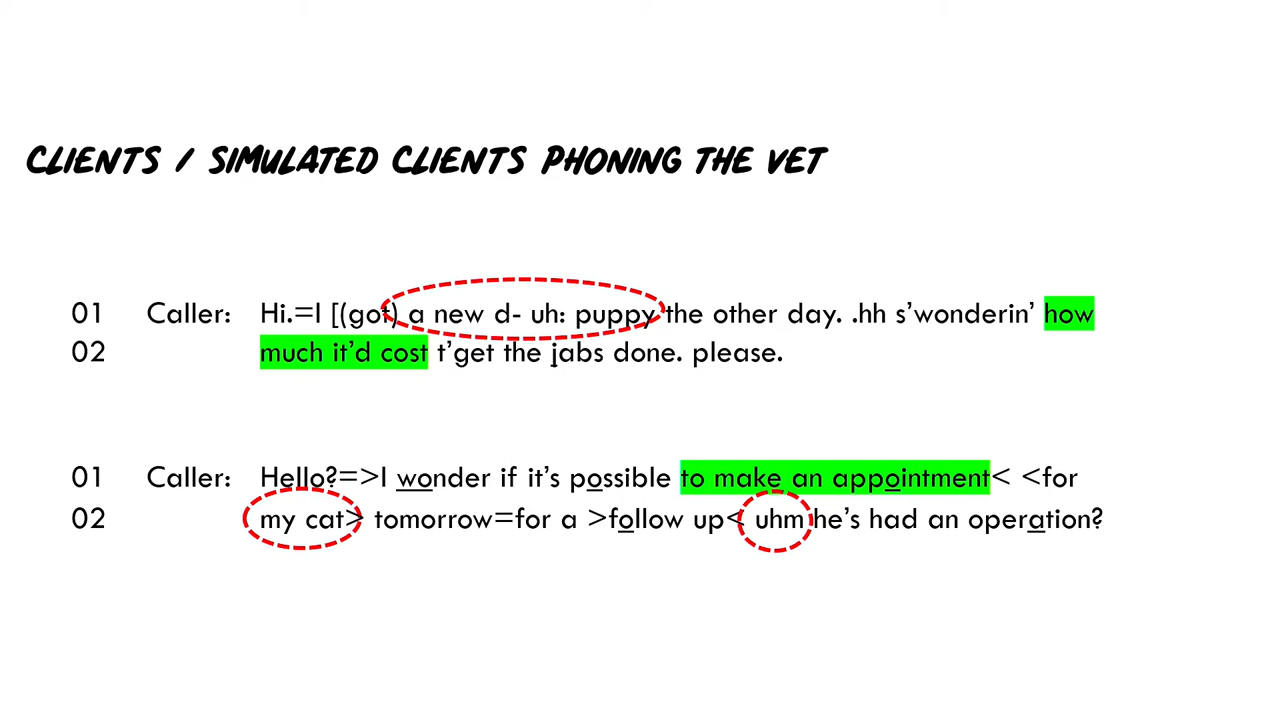 CLIENTS / SIMULATED CLIENTS PHONING THE VET
01 Caller: Hi.=I [(got) a new d- uh: puppy the other day. .hh s’wonderin’ how
02 much it’d cost t’get the jabs done. please.
01 Caller: Hello?=>I wonder if it’s possible to make an appointment< <for
02 my cat> tomorrow=for a >follow up< uhm he’s had an operation?